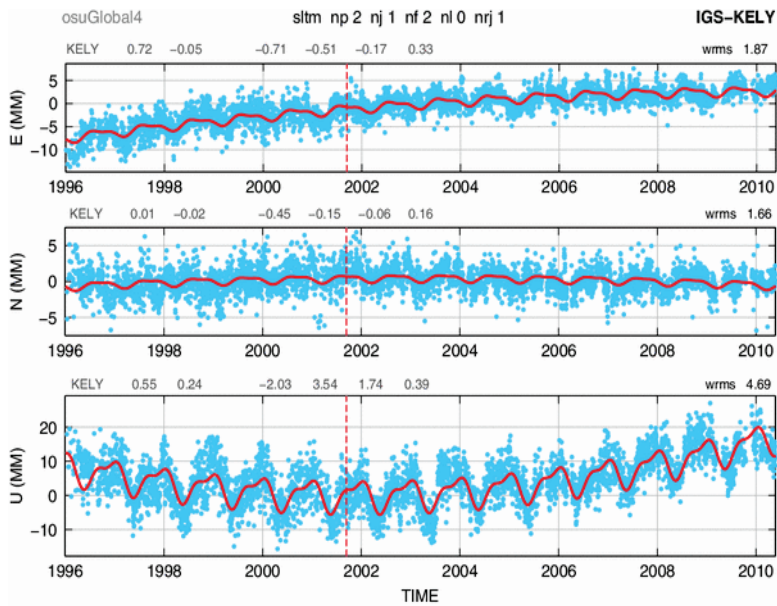 osuGlobal4 sltm np 2 nj 1 nf 2 nl 0 nrj 1 IGS-KELY
KELY 0.72 −0.05 −0.71 −0.51 −0.17 0.33 wrms 1.87
E (MM)
5
0
−5
−10
1996 1998 2000 2002 2004 2006 2008 2010
KELY 0.01 −0.02 −0.45 −0.15 −0.06 0.16 wrms 1.66
N (MM)
5
0
−5
1996 1998 2000 2002 2004 2006 2008 2010
KELY 0.55 0.24 −2.03 3.54 1.74 0.39 wrms 4.69
U (MM)
20
10
0
−10
1996 1998 2000 2002 2004 2006 2008 2010
TIME